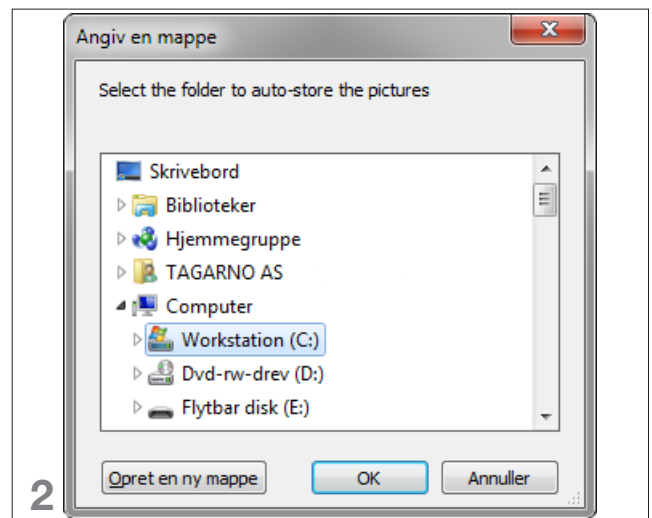 Angiv en mappe
Select the folder to auto-store the pictures
Skrivebord
Biblioteker
Hjemmegruppe
TAGARNO AS
Computer
Workstation (C:)
Dvd-rw-drev (D:)
Flytbar disk (E:)
Opret en ny mappe OK Annuller
2